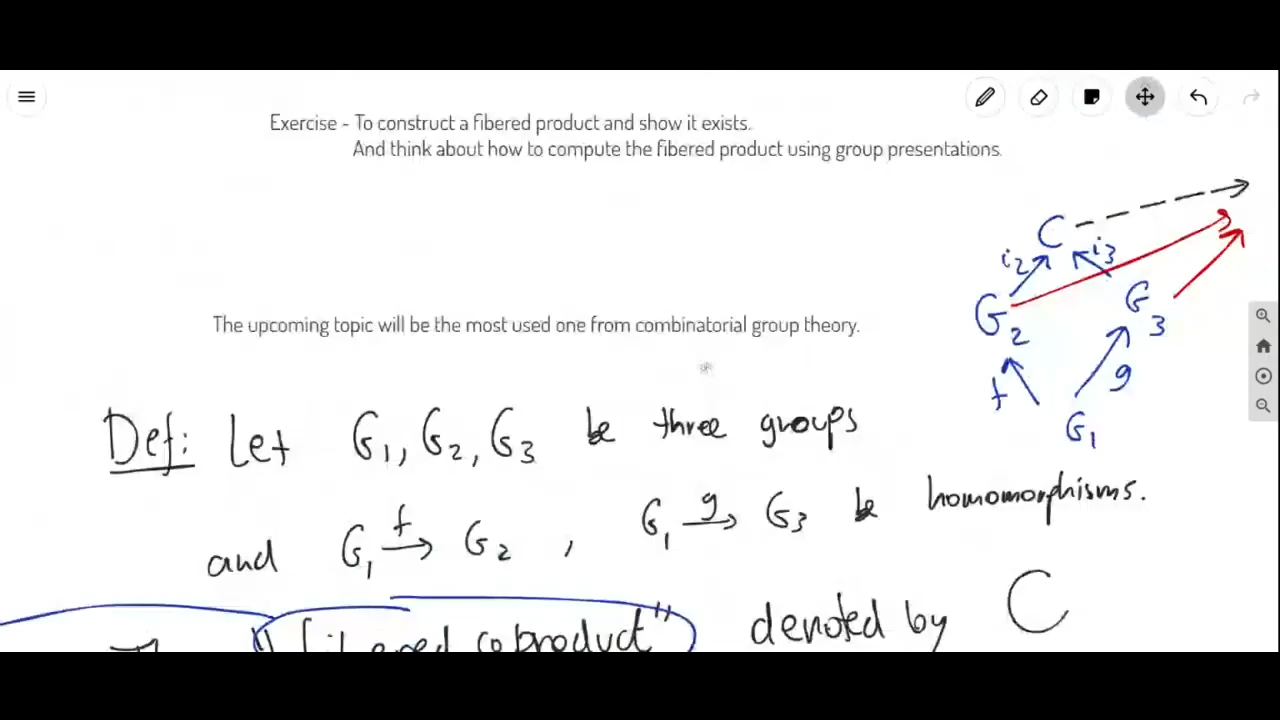 Exercise - To construct a fibered product and show it exists.
And think about how to compute the fibered product using group presentations.
C
i2 i3
G2 G3
f g
G1
The upcoming topic will be the most used one from combinatorial group theory.
Def: Let G1, G2, G3 be three groups
and G1 f→ G2 , G1 g→ G3 be homomorphisms.
"fibered coproduct" denoted by C